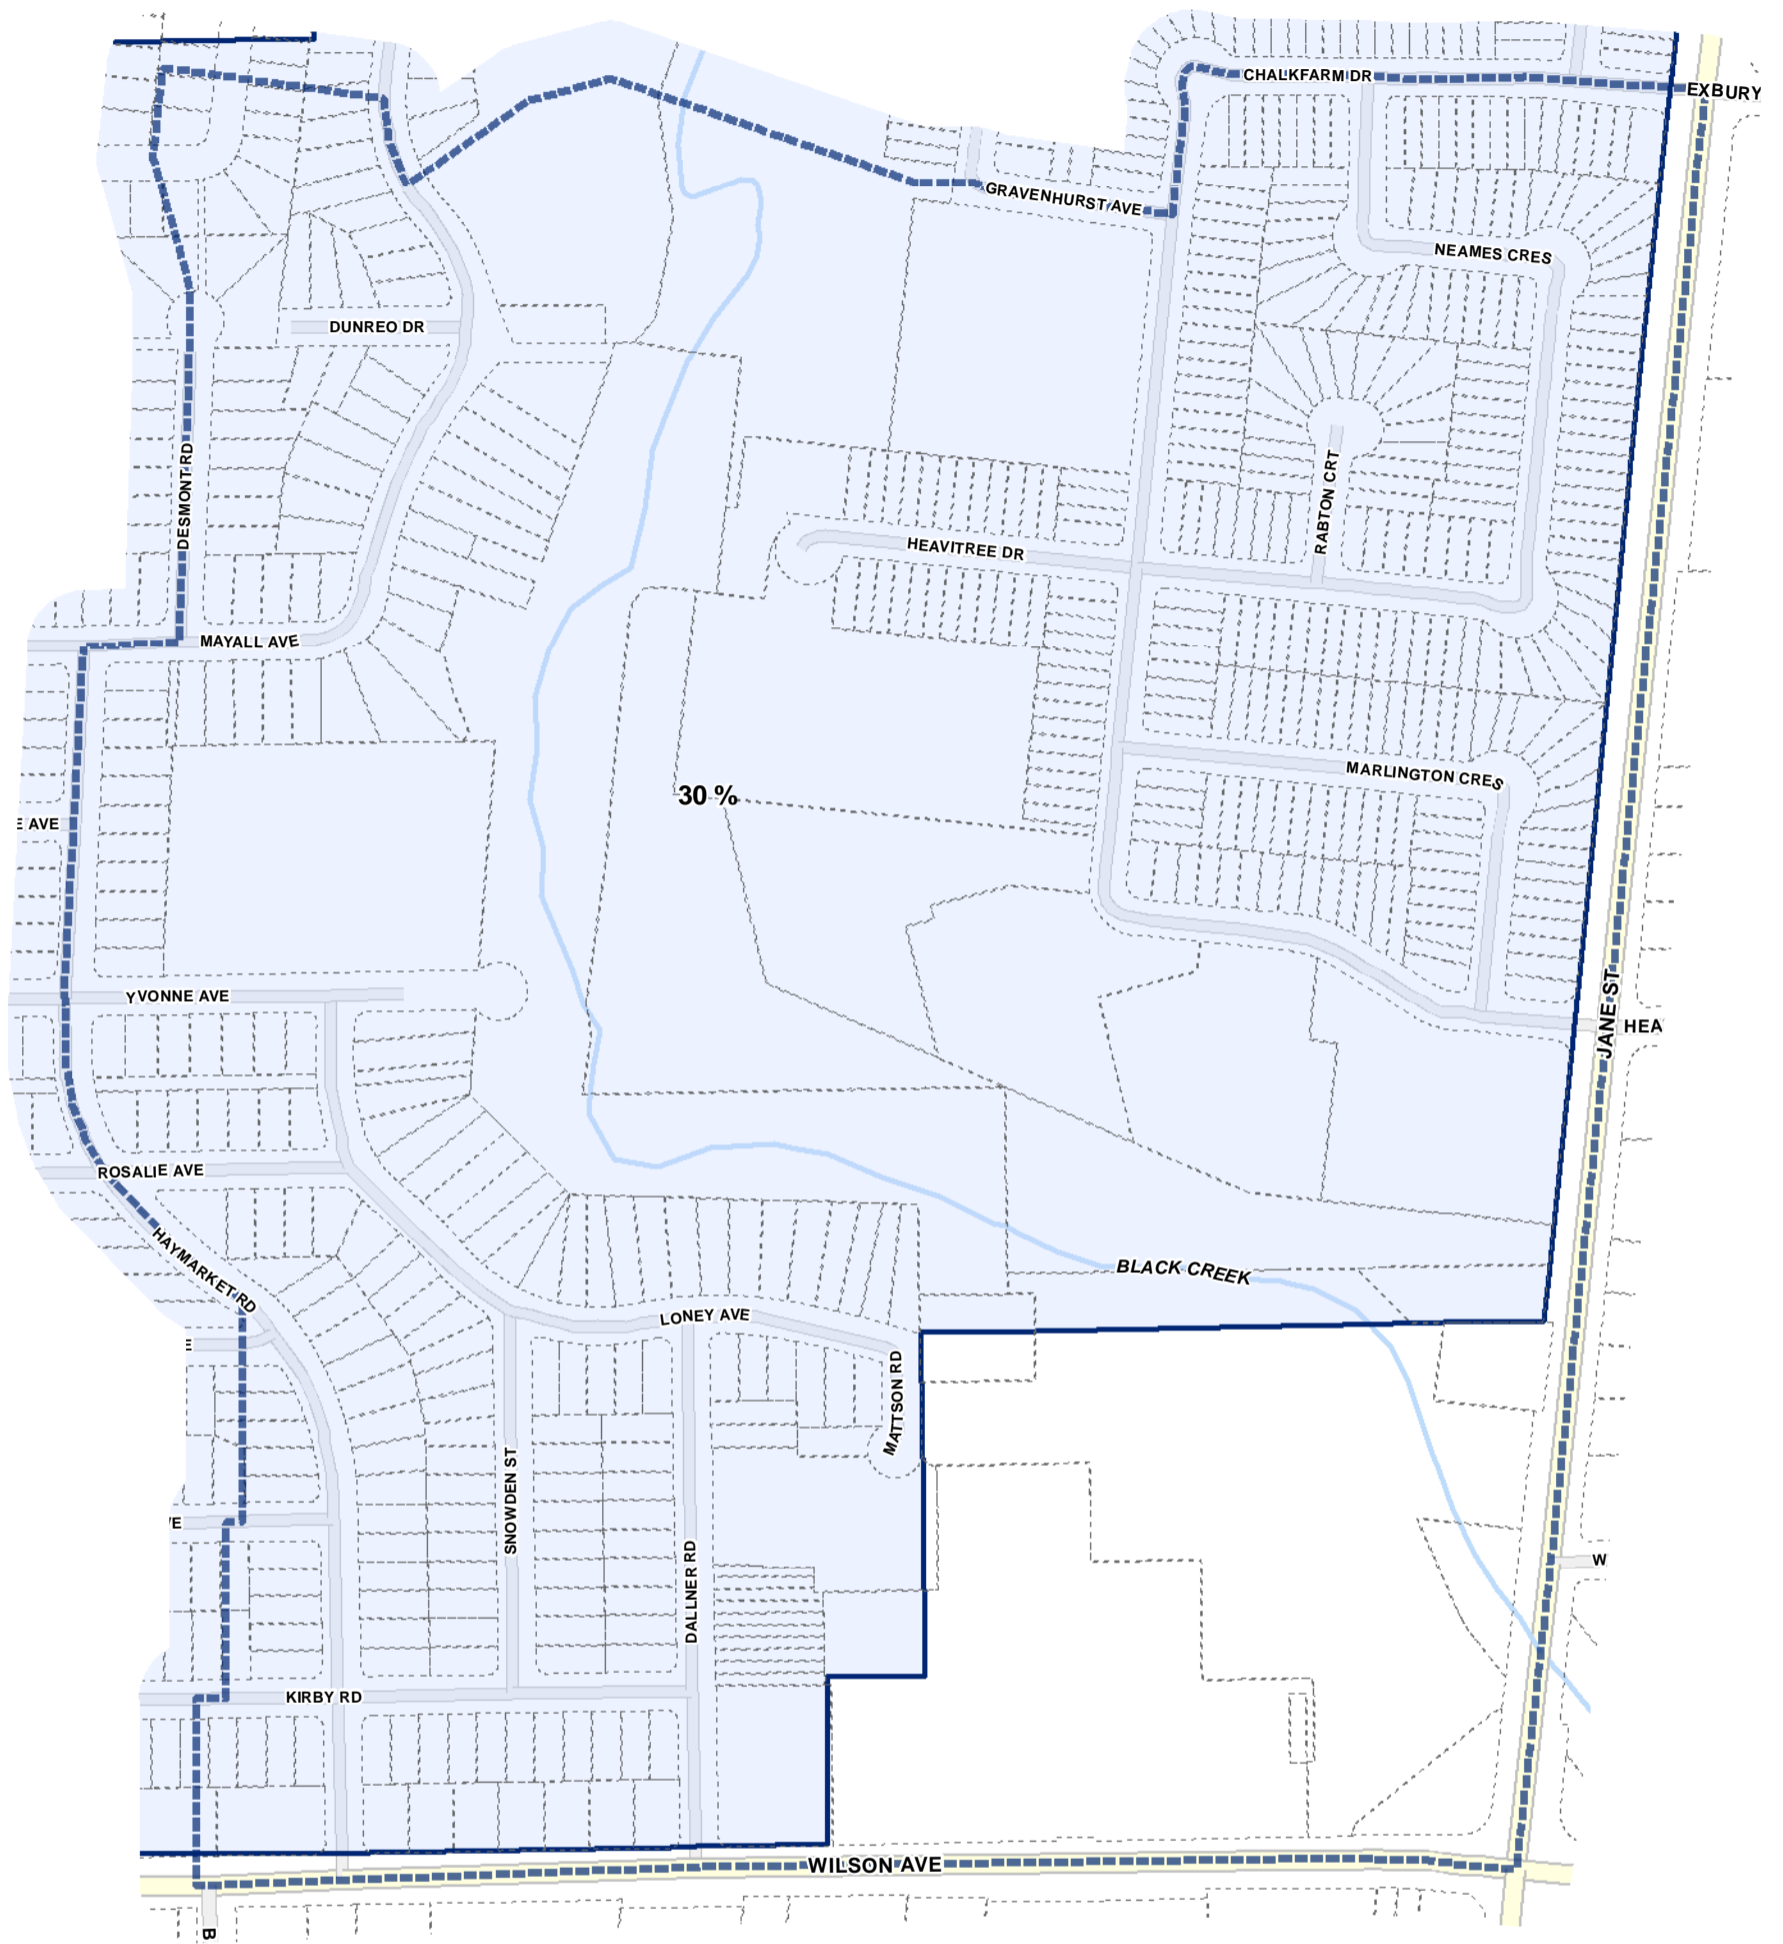 CHALKFARM DR
EXBURY
GRAVENHURST AVE
NEAMES CRES
DUNREO DR
DESMONT RD
RABTON CRT
HEAVITREE DR
MAYALL AVE
MARLINGTON CRES
30 %
E AVE
YVONNE AVE
JANE ST
HEA
ROSALIE AVE
HAYMARKET RD
BLACK CREEK
LONEY AVE
E
MATTSON RD
SNOWDEN ST
VE
DALLNER RD
W
KIRBY RD
WILSON AVE
B